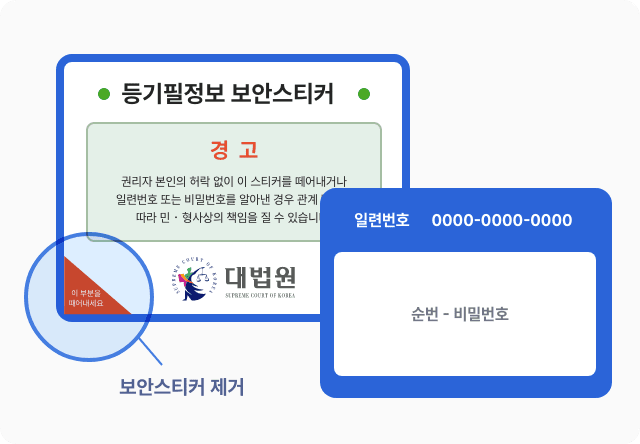 등기필정보 보안스티커
경 고
권리자 본인의 허락 없이 이 스티커를 떼어내거나
일련번호 또는 비밀번호를 알아낸 경우 관계
따라 민 · 형사상의 책임을 질 수 있습니
이 부분을
떼어내세요
SUPREME COURT OF KOREA
대법원
SUPREME COURT OF KOREA
보안스티커 제거
일련번호 0000-0000-0000
순번 - 비밀번호